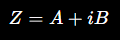 Z = A + iB